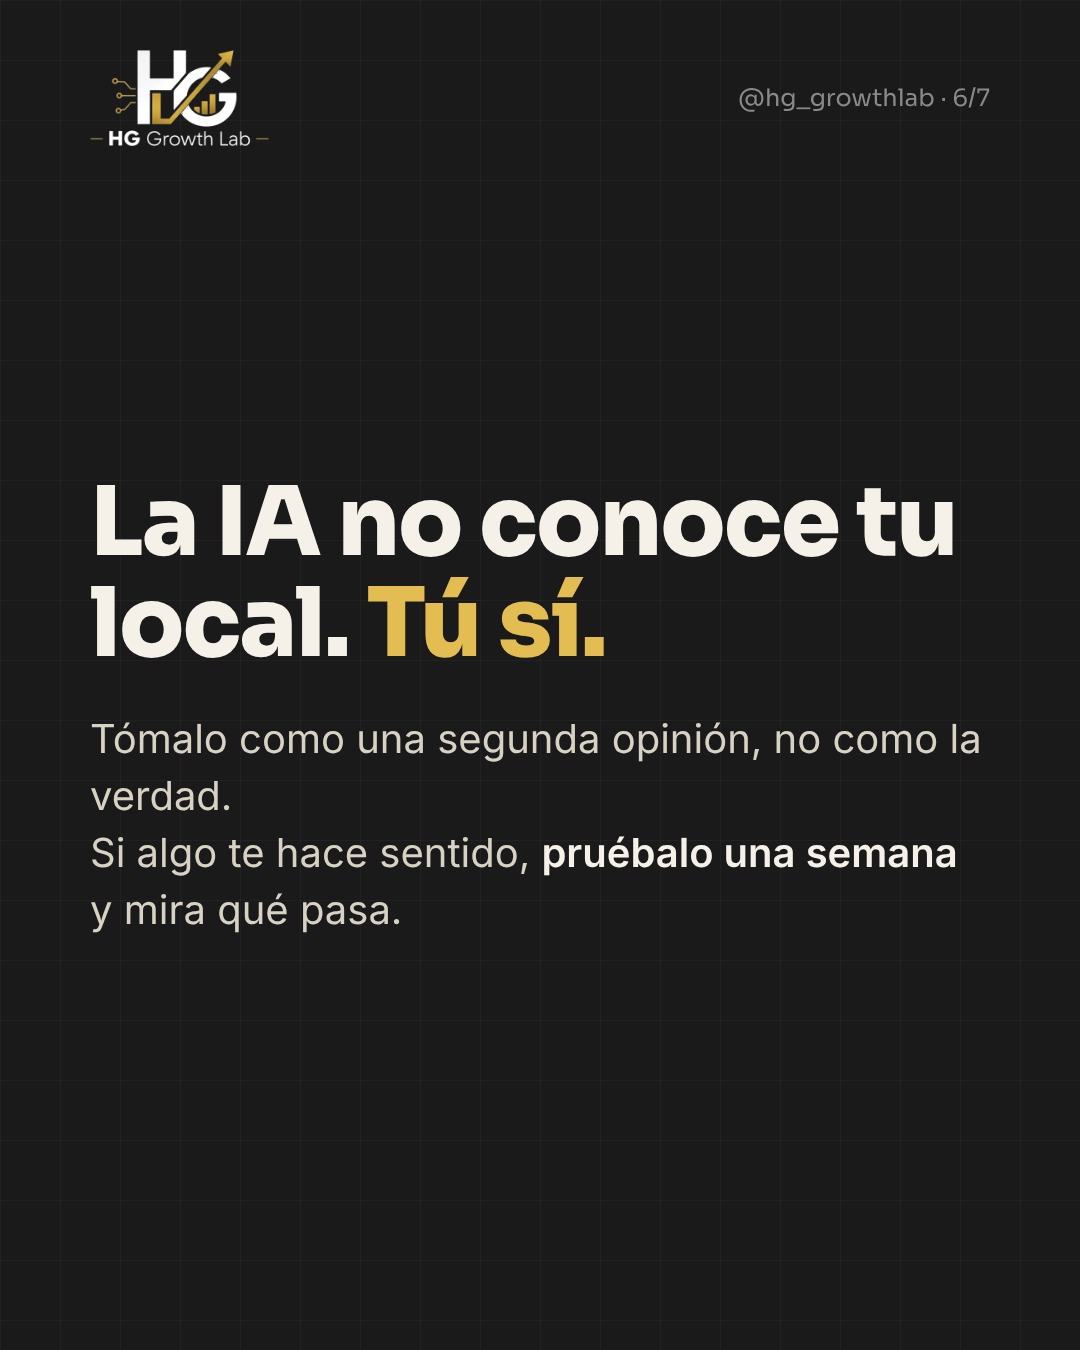 HG
HG Growth Lab
@hg_growthlab · 6/7
La IA no conoce tu
local. Tú sí.
Tómalo como una segunda opinión, no como la
verdad.
Si algo te hace sentido, pruébalo una semana
y mira qué pasa.